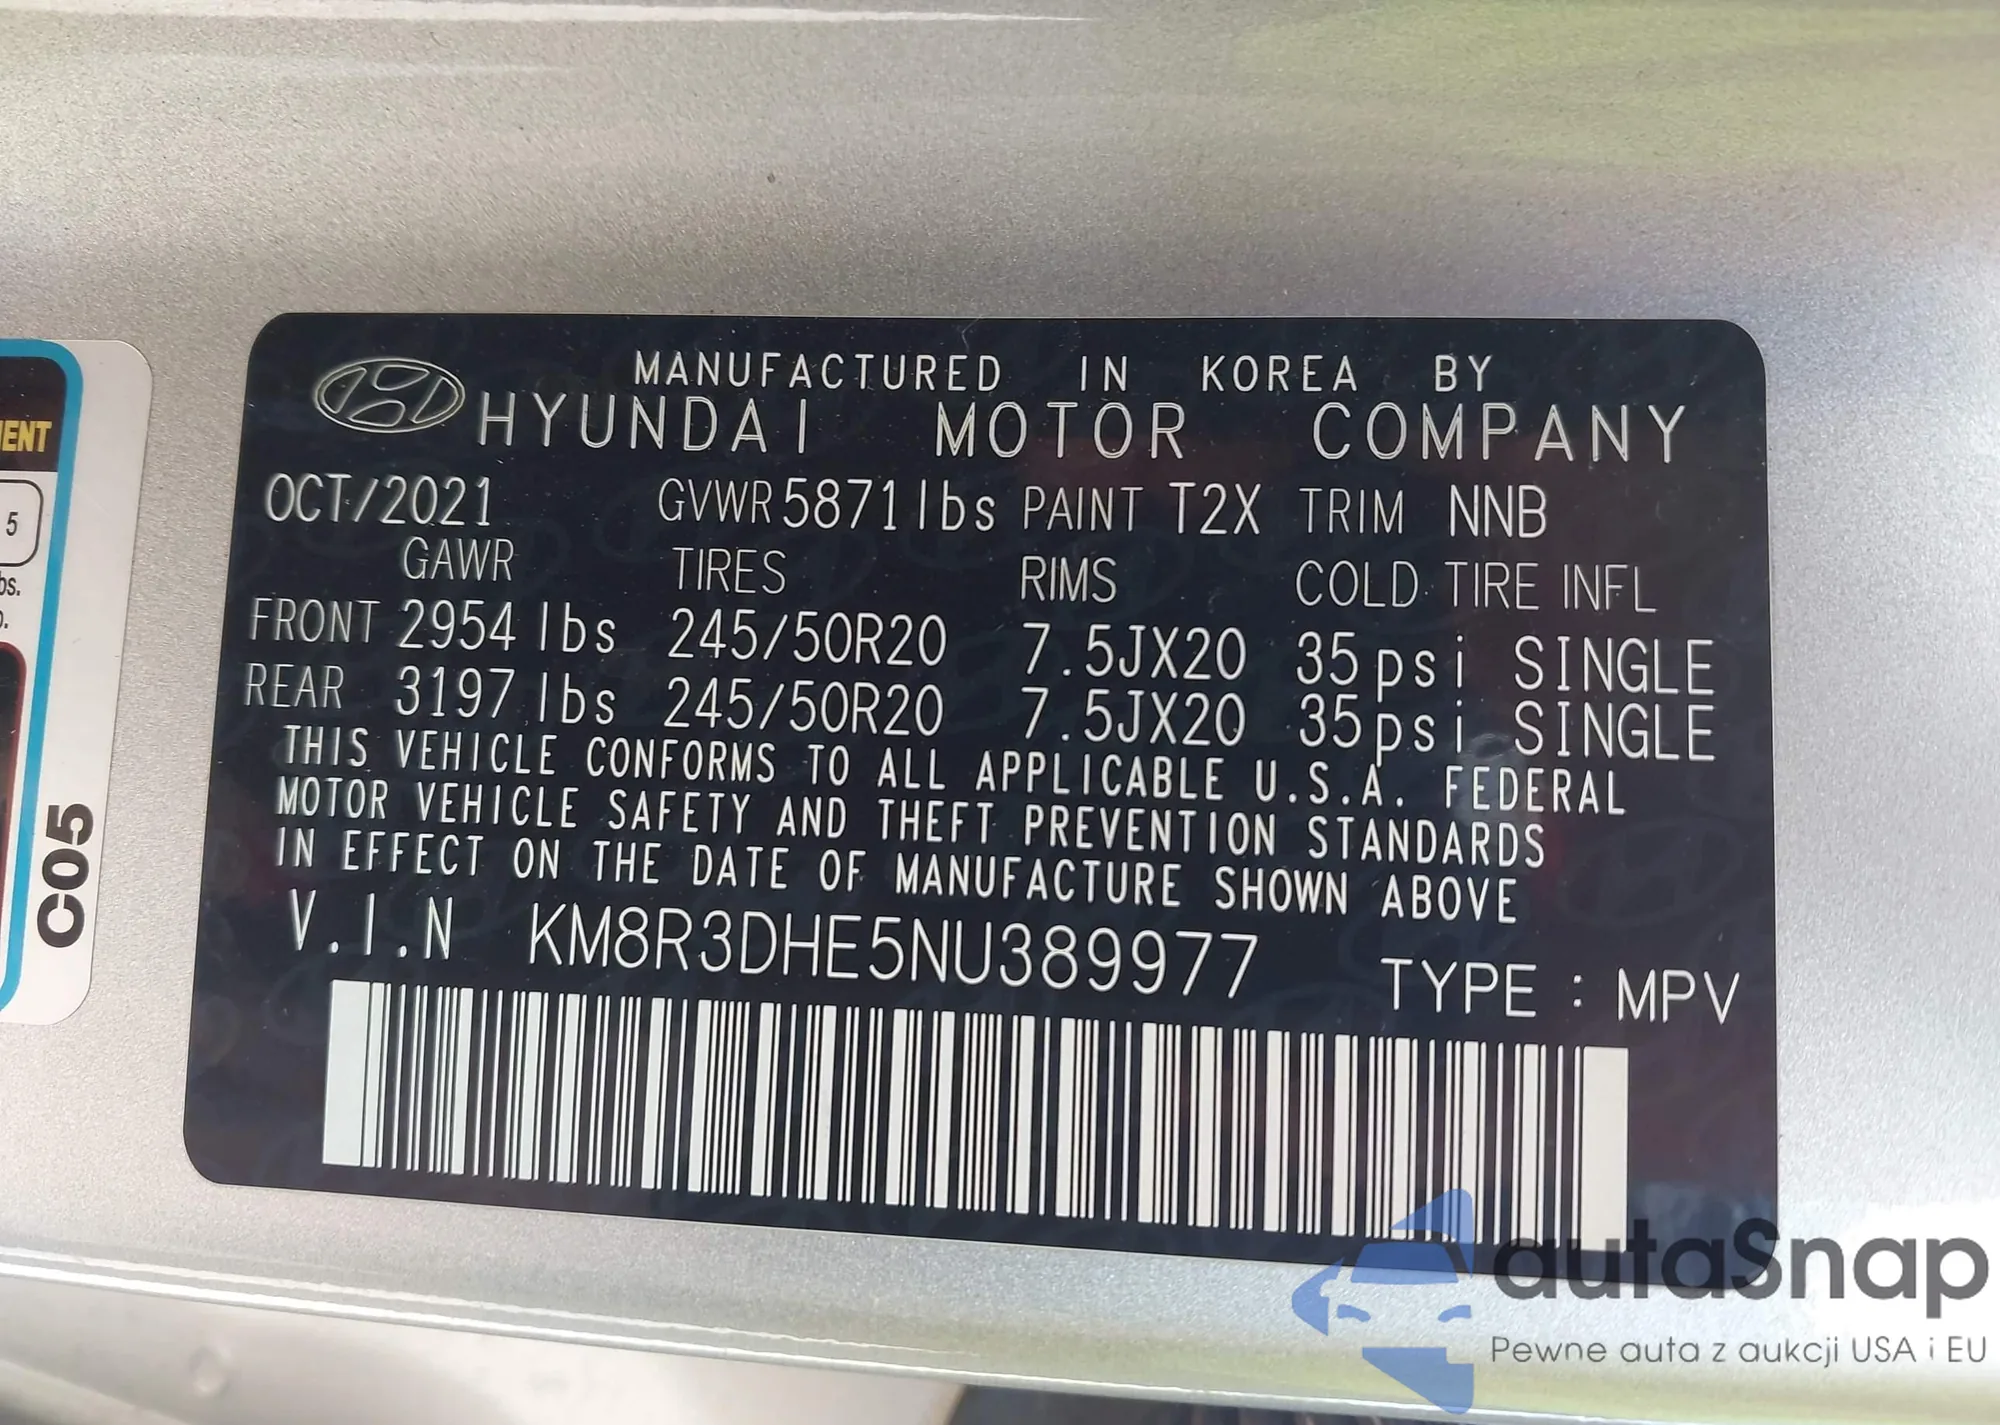 MANUFACTURED IN KOREA BY
HYUNDAI MOTOR COMPANY
OCT/2021 GVWR 5871lbs PAINT T2X TRIM NNB
GAWR TIRES RIMS COLD TIRE INFL
FRONT 2954 lbs 245/50R20 7.5JX20 35psi SINGLE
REAR 3197 lbs 245/50R20 7.5JX20 35psi SINGLE
THIS VEHICLE CONFORMS TO ALL APPLICABLE U.S.A. FEDERAL
MOTOR VEHICLE SAFETY AND THEFT PREVENTION STANDARDS
IN EFFECT ON THE DATE OF MANUFACTURE SHOWN ABOVE
V.I.N KM8R3DHE5NU389977 TYPE : MPV
5
C05
autaSnap
Pewne auta z aukcji USA i EU